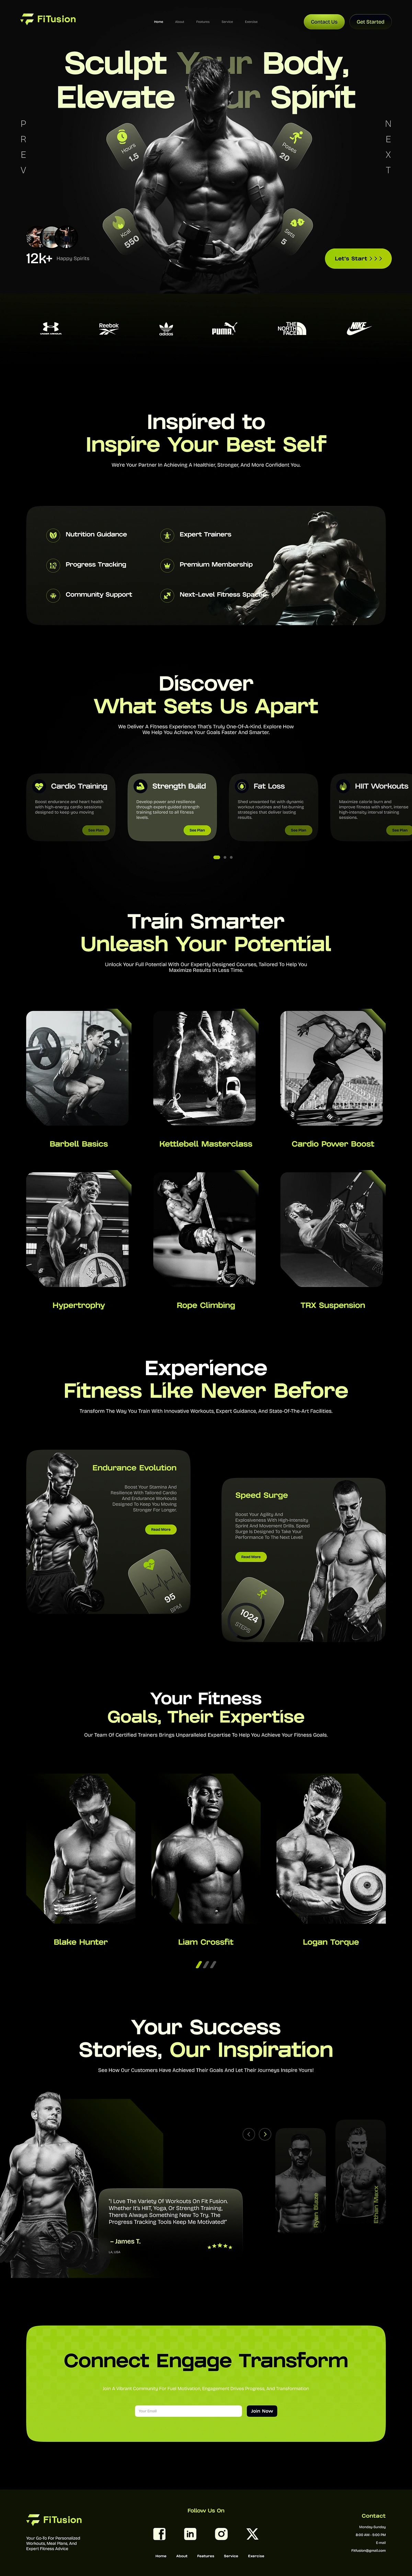 FiTusion
Home
About
Features
Service
Exercise
Contact Us
Get Started
Sculpt Your Body,
Elevate Your Spirit
PREV
NEXT
Hours
1.5
Poses
20
Kcal
550
Sets
5
12k+
Happy Spirits
Let's Start >>>
UNDER ARMOUR
Reebok
adidas
PUMA
THE
NORTH
FACE
NIKE
Inspired to
Inspire Your Best Self
We're Your Partner In Achieving A Healthier, Stronger, And More Confident You.
Nutrition Guidance
Expert Trainers
Progress Tracking
Premium Membership
Community Support
Next-Level Fitness Spaces
Discover
What Sets Us Apart
We Deliver A Fitness Experience That's Truly One-Of-A-Kind. Explore How
We Help You Achieve Your Goals Faster And Smarter.
Cardio Training
Boost endurance and heart health
with high-energy cardio sessions
designed to keep you moving
See Plan
Strength Build
Develop power and resilience
through expert-guided strength
training tailored to all fitness
levels.
See Plan
Fat Loss
Shed unwanted fat with dynamic
workout routines and fat-burning
strategies that deliver lasting
results.
See Plan
HIIT Workouts
Maximize calorie burn and
improve fitness with short, intense
high-intensity interval training
sessions.
See Plan
Train Smarter
Unleash Your Potential
Unlock Your Full Potential With Our Expertly Designed Courses, Tailored To Help You
Maximize Results In Less Time.
Barbell Basics
Kettlebell Masterclass
Cardio Power Boost
Hypertrophy
Rope Climbing
TRX Suspension
Experience
Fitness Like Never Before
Transform The Way You Train With Innovative Workouts, Expert Guidance, And State-Of-The-Art Facilities.
Endurance Evolution
Boost Your Stamina And
Resilience With Tailored Cardio
And Endurance Workouts
Designed To Keep You Moving
Stronger For Longer.
Read More
95
BPM
Speed Surge
Boost Your Agility And
Explosiveness With High-Intensity
Sprint And Movement Drills. Speed
Surge Is Designed To Take Your
Performance To The Next Level!
Read More
1024
STEPS
Your Fitness
Goals, Their Expertise
Our Team Of Certified Trainers Brings Unparalleled Expertise To Help You Achieve Your Fitness Goals.
Blake Hunter
Liam Crossfit
Logan Torque
Your Success
Stories, Our Inspiration
See How Our Customers Have Achieved Their Goals And Let Their Journeys Inspire Yours!
"I Love The Variety Of Workouts On Fit Fusion.
Whether It's HIIT, Yoga, Or Strength Training,
There's Always Something New To Try. The
Progress Tracking Tools Keep Me Motivated!"
– James T.
LA, USA
Ryan Blaze
Ethan Maxx
Connect Engage Transform
Join A Vibrant Community For Fuel Motivation, Engagement Drives Progress, And Transformation
Your Email
Join Now
FiTusion
Your Go-To For Personalized
Workouts, Meal Plans, And
Expert Fitness Advice
Follow Us On
Home
About
Features
Service
Exercise
Contact
Monday-Sunday
8:00 AM - 5:00 PM
E-mail
Fittusion@gmail.com